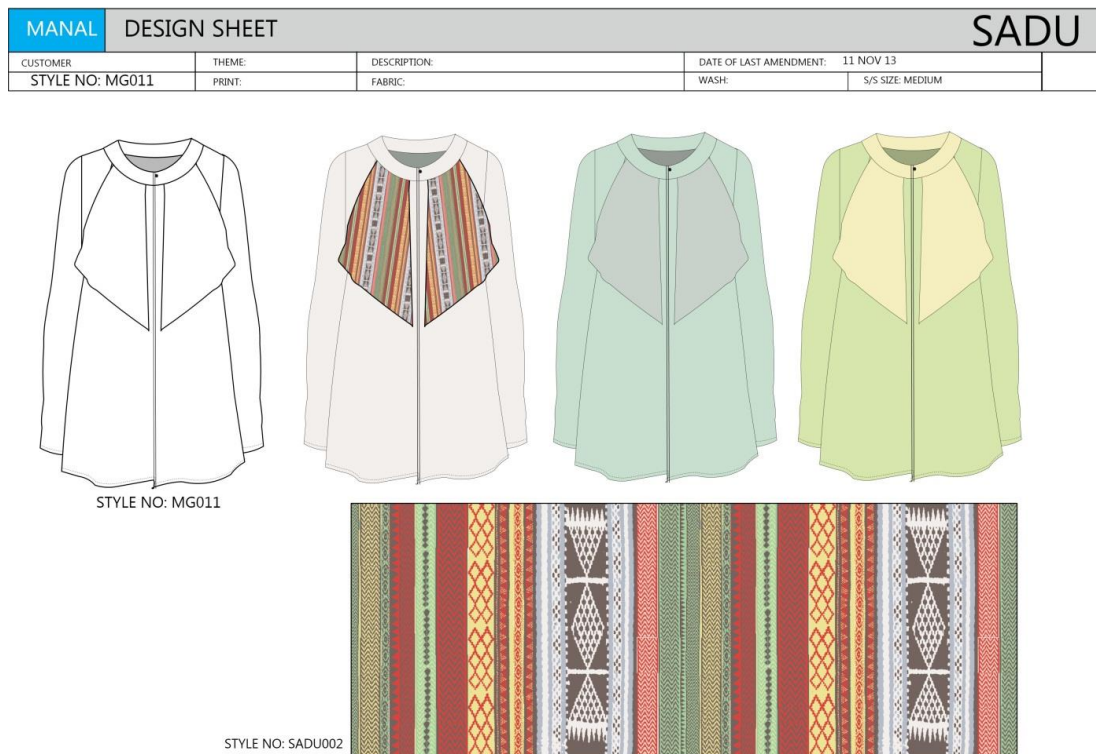 MANAL DESIGN SHEET SADU
CUSTOMER THEME: DESCRIPTION: DATE OF LAST AMENDMENT: 11 NOV 13
STYLE NO: MG011 PRINT: FABRIC: WASH: S/S SIZE: MEDIUM
STYLE NO: MG011
STYLE NO: SADU002